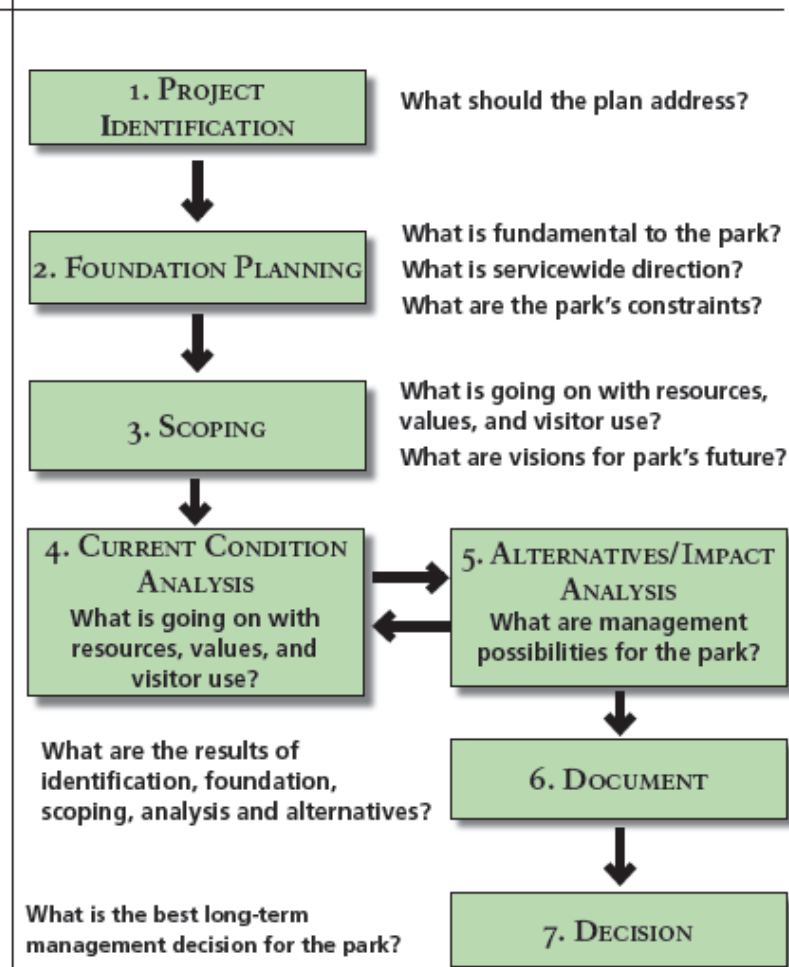 1. PROJECT
IDENTIFICATION
What should the plan address?
2. FOUNDATION PLANNING
What is fundamental to the park?
What is servicewide direction?
What are the park's constraints?
3. SCOPING
What is going on with resources,
values, and visitor use?
What are visions for park's future?
4. CURRENT CONDITION
ANALYSIS
What is going on with
resources, values, and
visitor use?
5. ALTERNATIVES/IMPACT
ANALYSIS
What are management
possibilities for the park?
What are the results of
identification, foundation,
scoping, analysis and alternatives?
6. DOCUMENT
What is the best long-term
management decision for the park?
7. DECISION